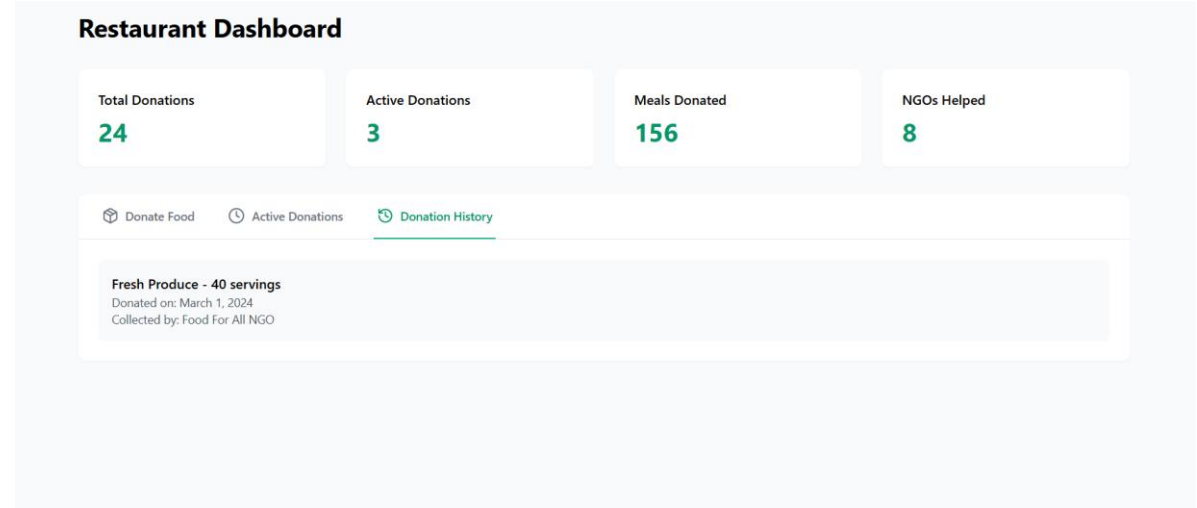 Restaurant Dashboard
Total Donations
24
Active Donations
3
Meals Donated
156
NGOs Helped
8
Donate Food
Active Donations
Donation History
Fresh Produce - 40 servings
Donated on: March 1, 2024
Collected by: Food For All NGO